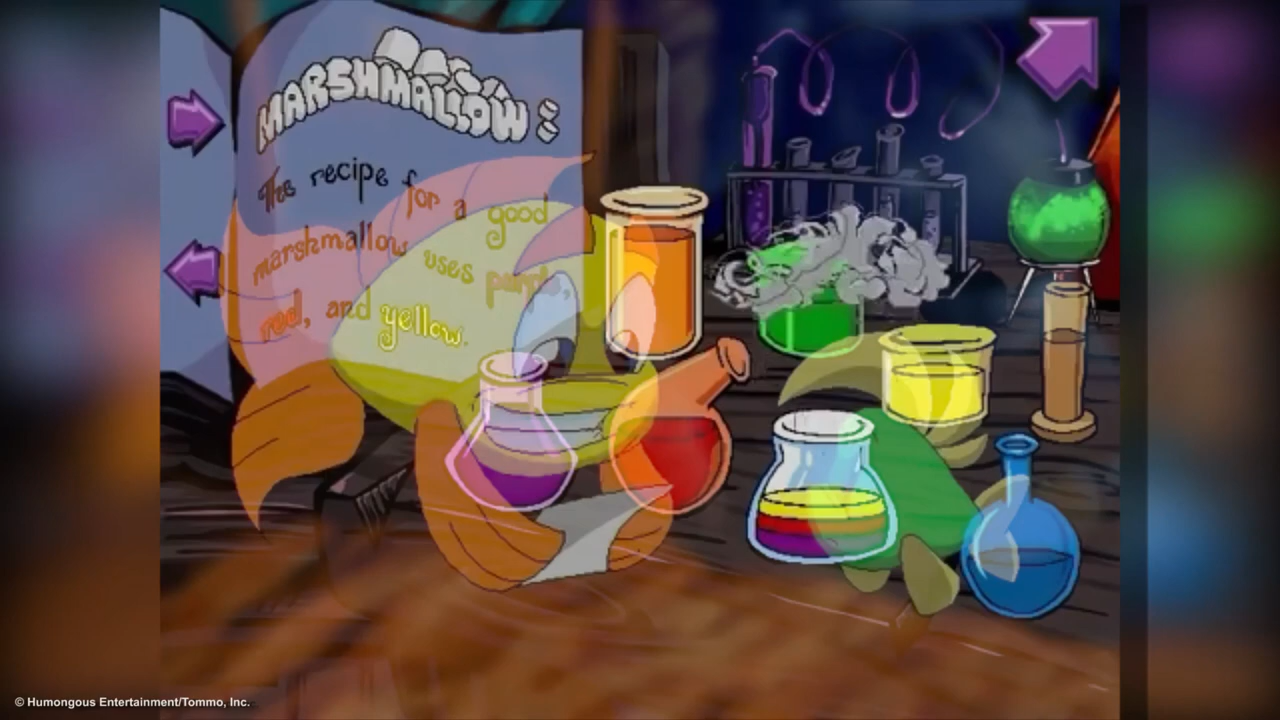 MARSHMALLOW:
The recipe for a good
marshmallow uses purple,
red, and yellow.
© Humongous Entertainment/Tommo, Inc.